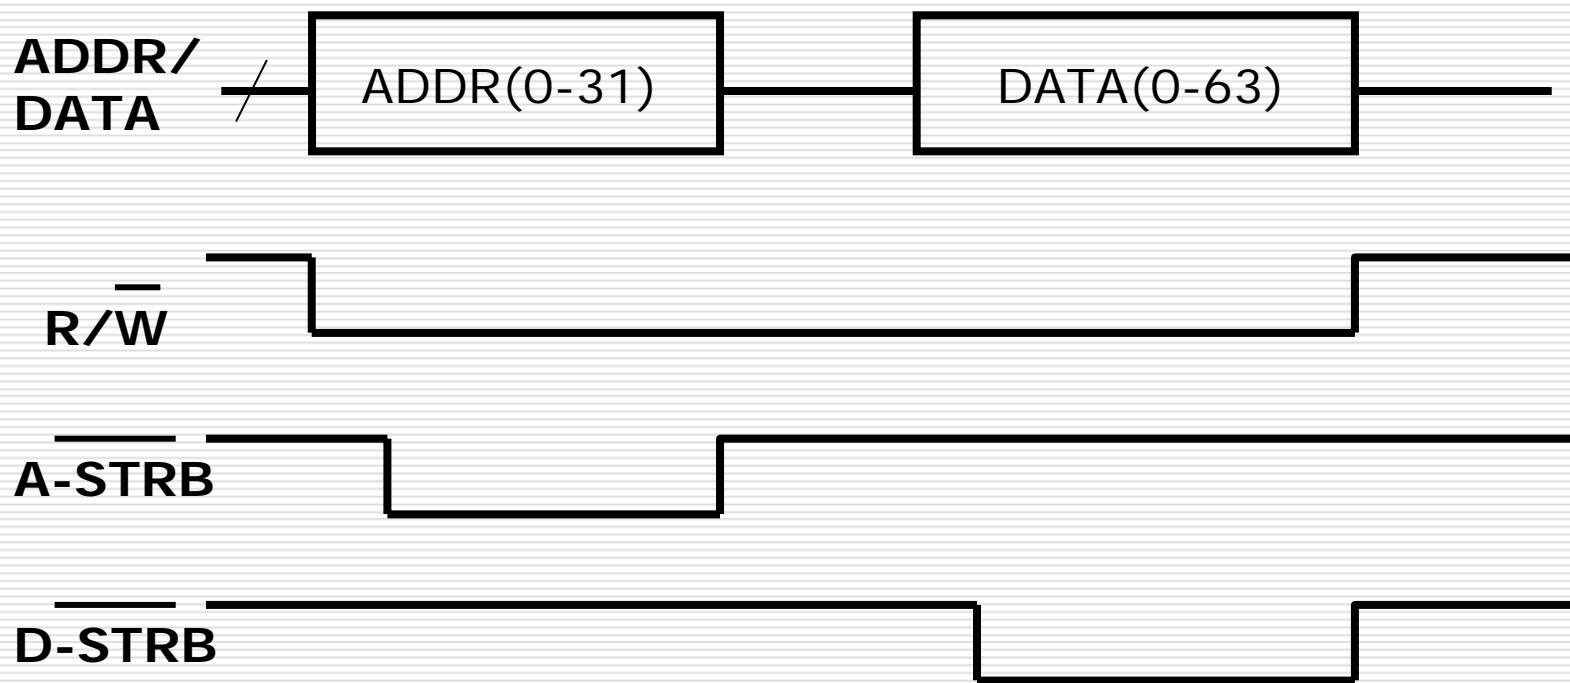 ADDR/
DATA
ADDR(0-31)
DATA(0-63)
R/W̅
A-STRB
D-STRB